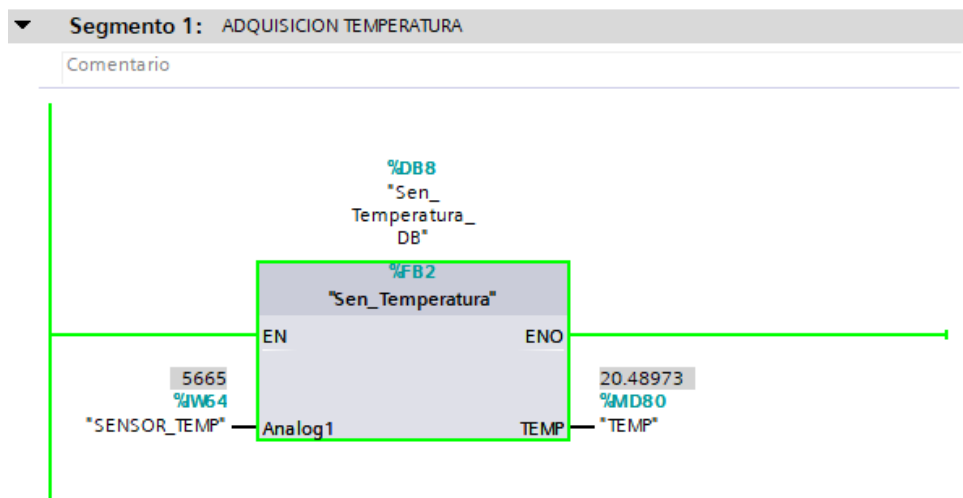 Segmento 1: ADQUISICION TEMPERATURA
Comentario
%DB8
"Sen_
Temperatura_
DB"
%FB2
"Sen_Temperatura"
EN ENO
5665 20.48973
%IW64 %MD80
"SENSOR_TEMP" Analog1 TEMP "TEMP"